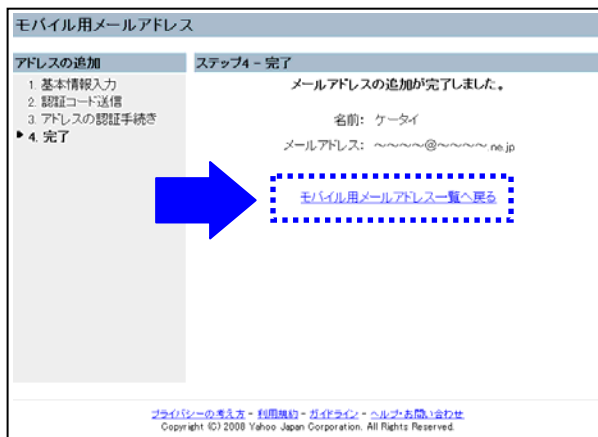 モバイル用メールアドレス
アドレスの追加
1. 基本情報入力
2. 認証コード送信
3. アドレスの認証手続き
4. 完了
ステップ4 - 完了
メールアドレスの追加が完了しました。
名前: ケータイ
メールアドレス: ～～～～@～～～～.ne.jp
モバイル用メールアドレス一覧へ戻る
プライバシーの考え方 - 利用規約 - ガイドライン - ヘルプ・お問い合わせ
Copyright (C) 2008 Yahoo Japan Corporation. All Rights Reserved.